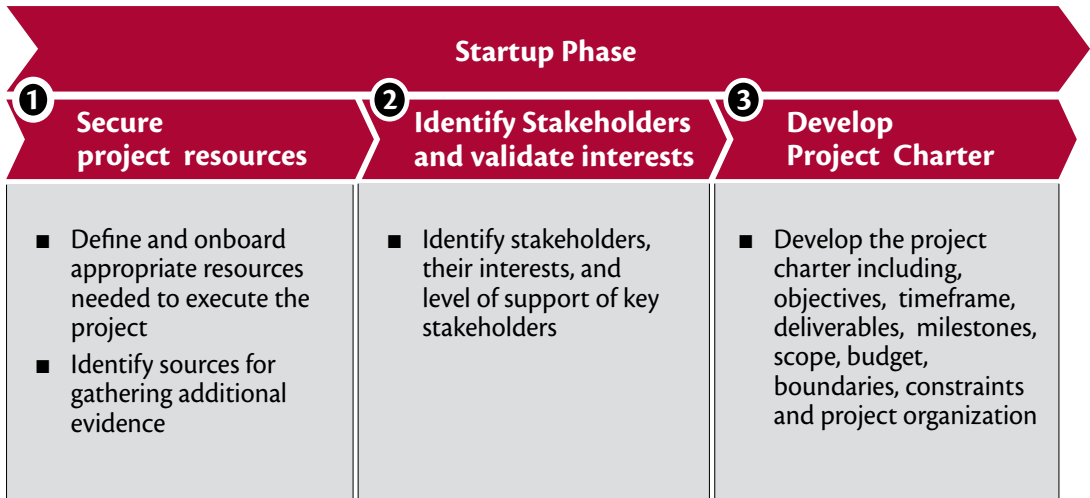 Startup Phase
1
Secure
project resources
2
Identify Stakeholders
and validate interests
3
Develop
Project Charter
■ Define and onboard
appropriate resources
needed to execute the
project
■ Identify sources for
gathering additional
evidence
■ Identify stakeholders,
their interests, and
level of support of key
stakeholders
■ Develop the project
charter including,
objectives, timeframe,
deliverables, milestones,
scope, budget,
boundaries, constraints
and project organization